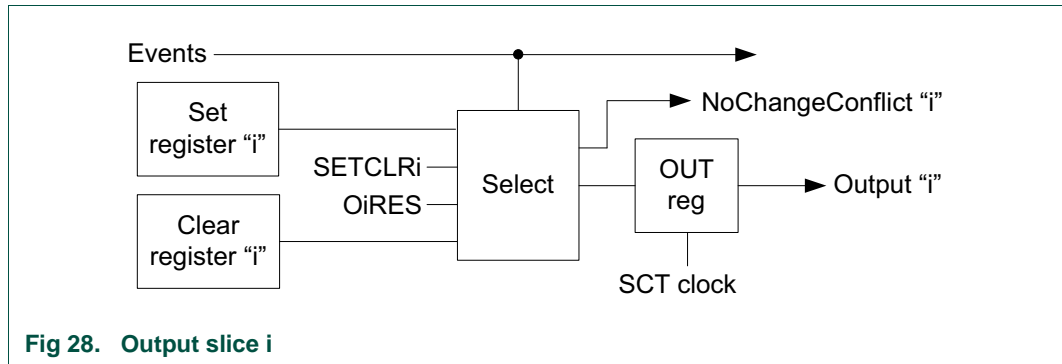 Events
Set
register “i”
SETCLRi
OiRES
Clear
register “i”
Select
NoChangeConflict “i”
OUT
reg
Output “i”
SCT clock
Fig 28. Output slice i